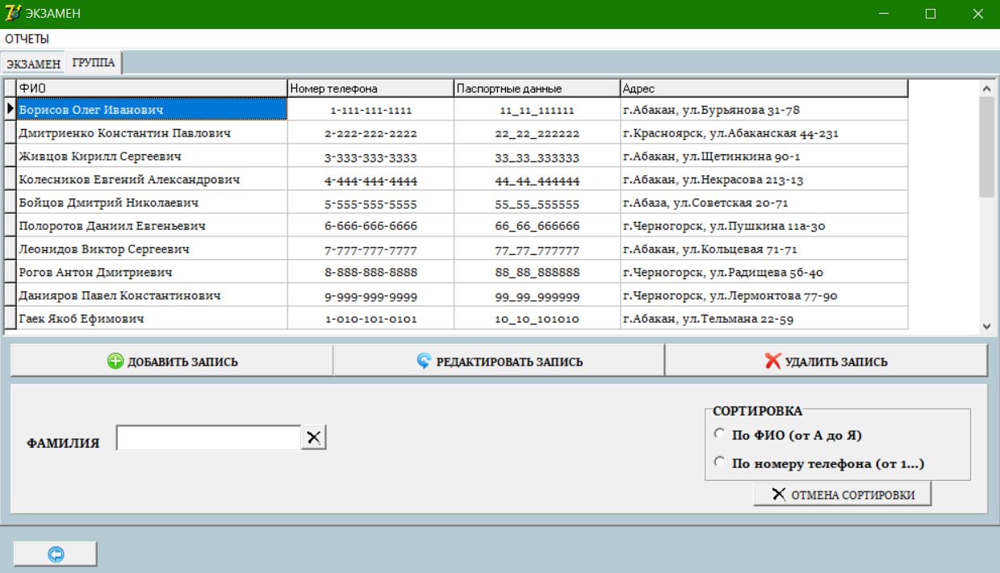 ЭКЗАМЕН
ОТЧЕТЫ
ЭКЗАМЕН ГРУППА
ФИО Номер телефона Паспортные данные Адрес
Борисов Олег Иванович 1-111-111-1111 11_11_111111 г.Абакан, ул.Бурьянова 31-78
Дмитриенко Константин Павлович 2-222-222-2222 22_22_222222 г.Красноярск, ул.Абаканская 44-231
Живцов Кирилл Сергеевич 3-333-333-3333 33_33_333333 г.Абакан, ул.Щетинкина 90-1
Колесников Евгений Александрович 4-444-444-4444 44_44_444444 г.Абакан, ул.Некрасова 213-13
Бойцов Дмитрий Николаевич 5-555-555-5555 55_55_555555 г.Абаза, ул.Советская 20-71
Полоротов Даниил Евгеньевич 6-666-666-6666 66_66_666666 г.Черногорск, ул.Пушкина 11а-30
Леонидов Виктор Сергеевич 7-777-777-7777 77_77_777777 г.Абакан, ул.Кольцевая 71-71
Рогов Антон Дмитриевич 8-888-888-8888 88_88_888888 г.Черногорск, ул.Радищева 5б-40
Данияров Павел Константинович 9-999-999-9999 99_99_999999 г.Черногорск, ул.Лермонтова 77-90
Гаек Якоб Ефимович 1-010-101-0101 10_10_101010 г.Абакан, ул.Тельмана 22-59
ДОБАВИТЬ ЗАПИСЬ РЕДАКТИРОВАТЬ ЗАПИСЬ УДАЛИТЬ ЗАПИСЬ
СОРТИРОВКА
ФАМИЛИЯ
По ФИО (от А до Я)
По номеру телефона (от 1...)
ОТМЕНА СОРТИРОВКИ